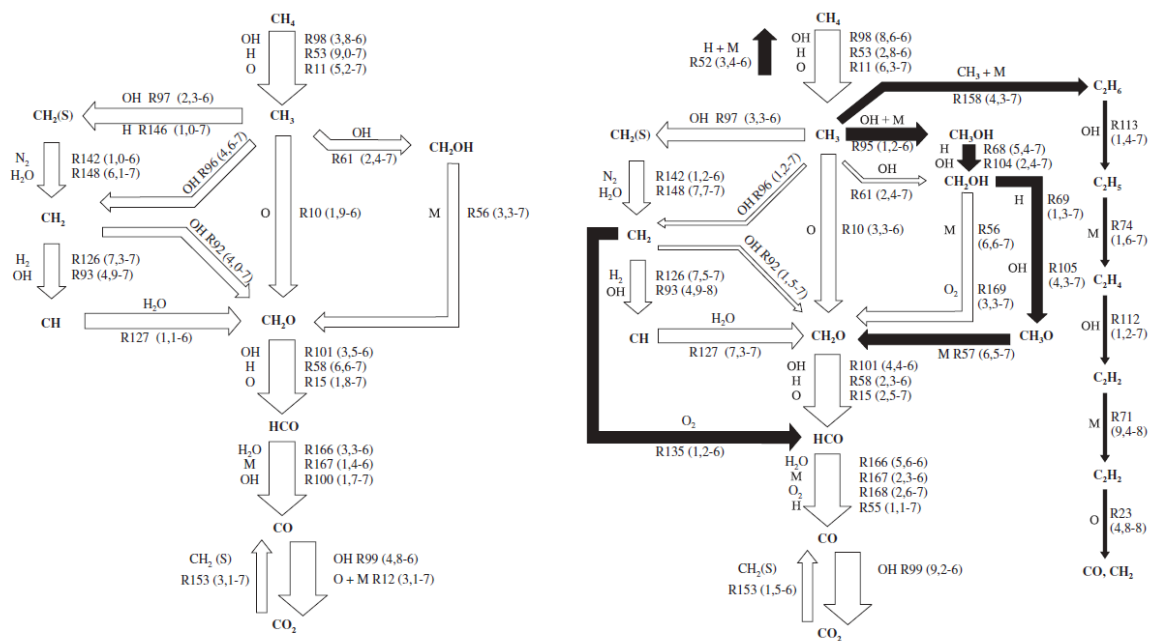 CH₄
OH R98 (3,8-6)
H R53 (9,0-7)
O R11 (5,2-7)
OH R97 (2,3-6)
CH₂(S)
CH₃
H R146 (1,0-7)
OH
R61 (2,4-7)
CH₂OH
N₂ R142 (1,0-6)
H₂O R148 (6,1-7)
OH R96 (4,6-7)
O R10 (1,9-6)
M R56 (3,3-7)
CH₂
OH R92 (4,0-7)
H₂ R126 (7,3-7)
OH R93 (4,9-7)
CH
H₂O
R127 (1,1-6)
CH₂O
OH R101 (3,5-6)
H R58 (6,6-7)
O R15 (1,8-7)
HCO
H₂O R166 (3,3-6)
M R167 (1,4-6)
OH R100 (1,7-7)
CO
CH₂ (S)
R153 (3,1-7)
OH R99 (4,8-6)
O + M R12 (3,1-7)
CO₂
CH₄
H + M
R52 (3,4-6)
OH R98 (8,6-6)
H R53 (2,8-6)
O R11 (6,3-7)
CH₃ + M
R158 (4,3-7)
C₂H₆
OH R97 (3,3-6)
CH₂(S)
CH₃
OH + M
R95 (1,2-6)
CH₃OH
H R68 (5,4-7)
OH R104 (2,4-7)
OH R113
(1,4-7)
N₂ R142 (1,2-6)
H₂O R148 (7,7-7)
OH R96 (1,2-7)
OH
R61 (2,4-7)
CH₂OH
C₂H₅
H R69
(1,3-7)
CH₂
O R10 (3,3-6)
M R56
(6,6-7)
M R74
(1,6-7)
OH R92 (1,5-7)
H₂ R126 (7,5-7)
OH R93 (4,9-8)
OH R105
(4,3-7)
O₂ R169
(3,3-7)
C₂H₄
CH
H₂O
R127 (7,3-7)
CH₂O
M R57 (6,5-7)
CH₃O
OH R112
(1,2-7)
OH R101 (4,4-6)
H R58 (2,3-6)
O R15 (2,5-7)
C₂H₂
O₂
R135 (1,2-6)
HCO
M R71
(9,4-8)
H₂O R166 (5,6-6)
M R167 (2,3-6)
O₂ R168 (2,6-7)
H R55 (1,1-7)
C₂H₂
CO
O R23
(4,8-8)
CH₂(S)
R153 (1,5-6)
OH R99 (9,2-6)
CO, CH₂
CO₂